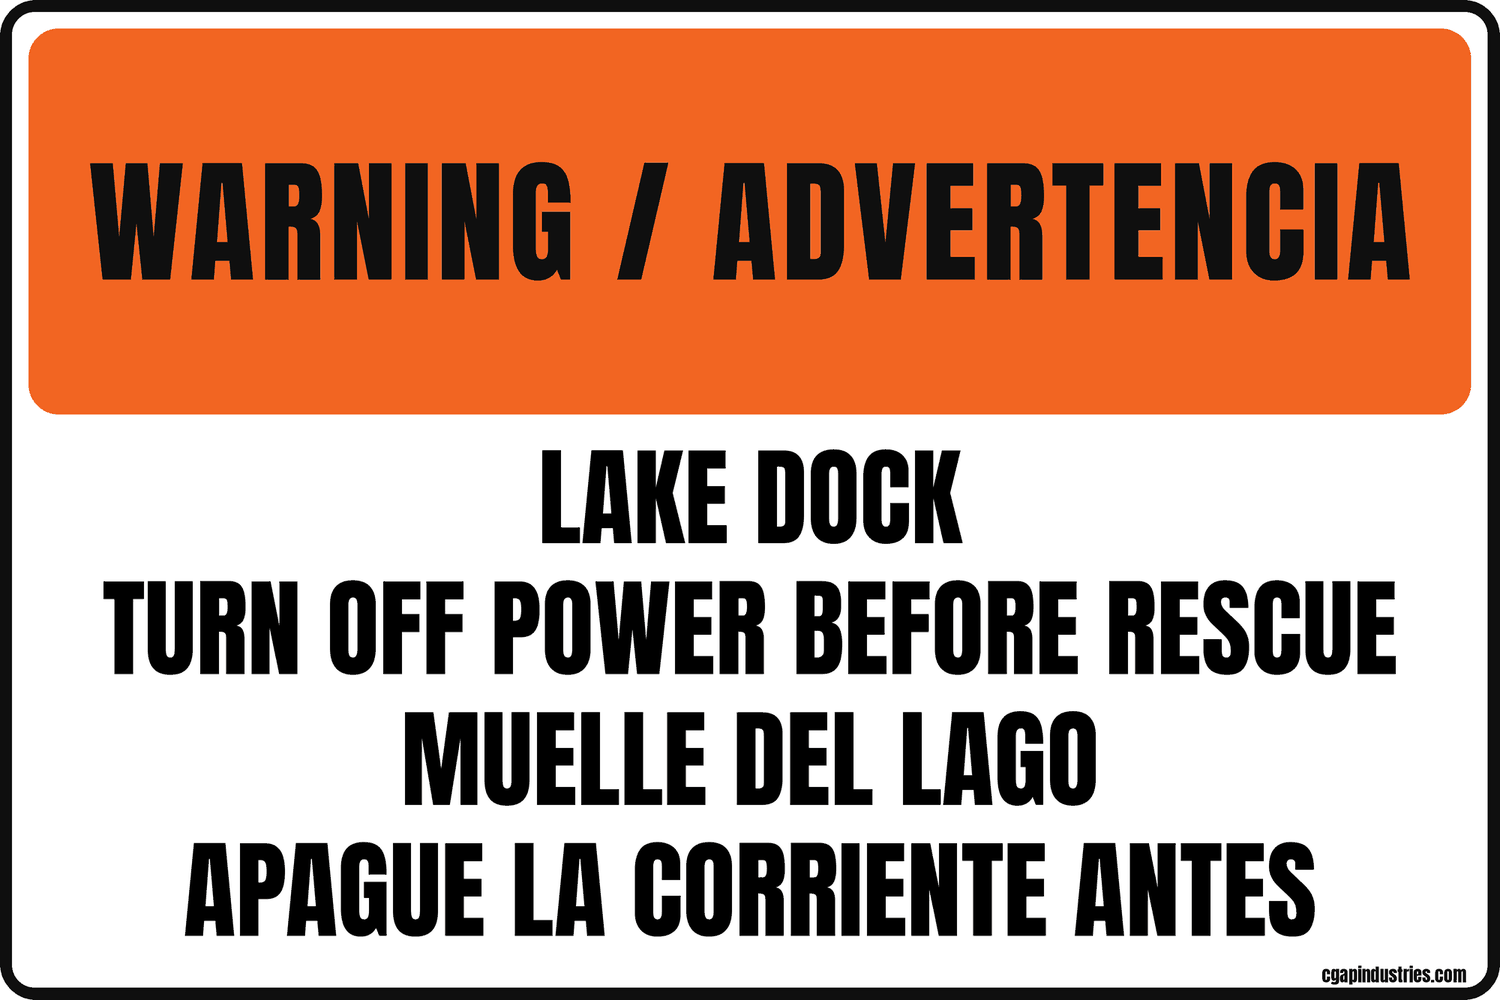 WARNING / ADVERTENCIA
LAKE DOCK
TURN OFF POWER BEFORE RESCUE
MUELLE DEL LAGO
APAGUE LA CORRIENTE ANTES
cgapindustries.com